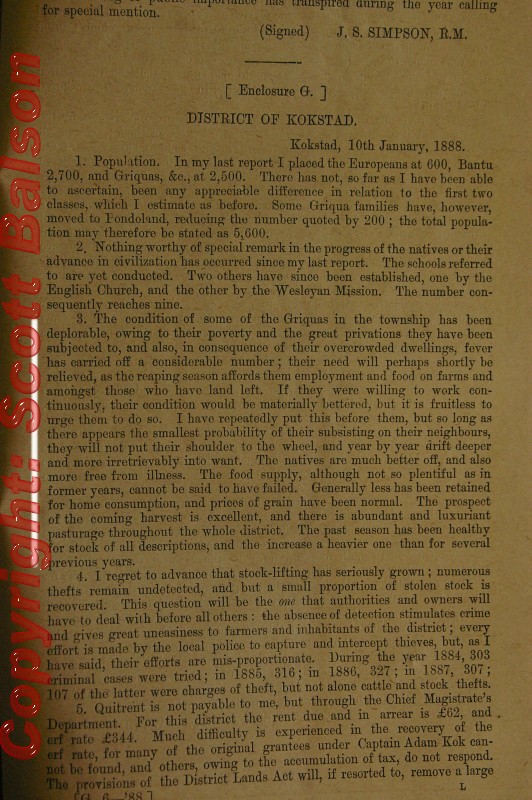 for special mention.
(Signed) J. S. SIMPSON, R.M.
[ Enclosure G. ]
DISTRICT OF KOKSTAD.
Kokstad, 10th January, 1888.
1. Population. In my last report I placed the Europeans at 600, Bantu
2,700, and Griquas, &c., at 2,500. There has not, so far as I have been able
to ascertain, been any appreciable difference in relation to the first two
classes, which I estimate as before. Some Griqua families have, however,
moved to Pondoland, reducing the number quoted by 200 ; the total popula-
tion may therefore be stated as 5,600.
2. Nothing worthy of special remark in the progress of the natives or their
advance in civilization has occurred since my last report. The schools referred
to are yet conducted. Two others have since been established, one by the
English Church, and the other by the Wesleyan Mission. The number con-
sequently reaches nine.
3. The condition of some of the Griquas in the township has been
deplorable, owing to their poverty and the great privations they have been
subjected to, and also, in consequence of their overcrowded dwellings, fever
has carried off a considerable number ; their need will perhaps shortly be
relieved, as the reaping season affords them employment and food on farms and
amongst those who have land left. If they were willing to work con-
tinuously, their condition would be materially bettered, but it is fruitless to
urge them to do so. I have repeatedly put this before them, but so long as
there appears the smallest probability of their subsisting on their neighbours,
they will not put their shoulder to the wheel, and year by year drift deeper
and more irretrievably into want. The natives are much better off, and also
more free from illness. The food supply, although not so plentiful as in
former years, cannot be said to have failed. Generally less has been retained
for home consumption, and prices of grain have been normal. The prospect
of the coming harvest is excellent, and there is abundant and luxuriant
pasturage throughout the whole district. The past season has been healthy
for stock of all descriptions, and the increase a heavier one than for several
previous years.
4. I regret to advance that stock-lifting has seriously grown ; numerous
thefts remain undetected, and but a small proportion of stolen stock is
recovered. This question will be the one that authorities and owners will
have to deal with before all others : the absence of detection stimulates crime
and gives great uneasiness to farmers and inhabitants of the district ; every
effort is made by the local police to capture and intercept thieves, but, as I
have said, their efforts are mis-proportionate. During the year 1884, 303
criminal cases were tried ; in 1885, 316 ; in 1886, 327 ; in 1887, 307 ;
107 of the latter were charges of theft, but not alone cattle and stock thefts.
5. Quitrent is not payable to me, but through the Chief Magistrate's
Department. For this district the rent due and in arrear is £62, and
erf rate £344. Much difficulty is experienced in the recovery of the
erf rate, for many of the original grantees under Captain Adam Kok can-
not be found, and others, owing to the accumulation of tax, do not respond.
The provisions of the District Lands Act will, if resorted to, remove a large
L
Copyright: Scott Balson